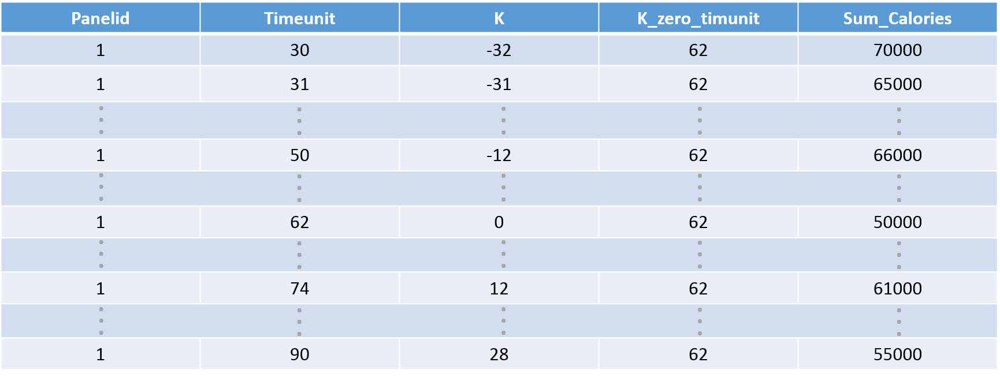 Panelid Timeunit K K_zero_timunit Sum_Calories
1 30 -32 62 70000
1 31 -31 62 65000
1 50 -12 62 66000
1 62 0 62 50000
1 74 12 62 61000
1 90 28 62 55000